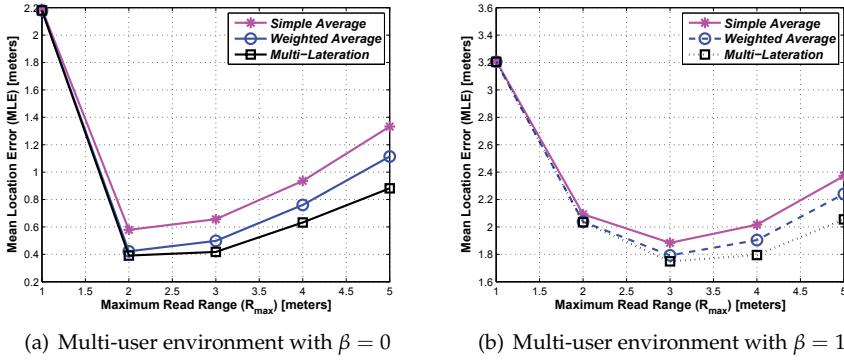 2.2
2
1.8
1.6
1.4
1.2
1
0.8
0.6
0.4
0.2
Mean Location Error (MLE) [meters]
1 1.5 2 2.5 3 3.5 4 4.5 5
Maximum Read Range (Rmax) [meters]
Simple Average
Weighted Average
Multi−Lateration
(a) Multi-user environment with β = 0
3.6
3.4
3.2
3
2.8
2.6
2.4
2.2
2
1.8
1.6
Mean Location Error (MLE) [meters]
1 1.5 2 2.5 3 3.5 4 4.5 5
Maximum Read Range (Rmax) [meters]
Simple Average
Weighted Average
Multi−Lateration
(b) Multi-user environment with β = 1